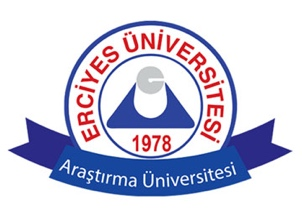 ERCİYES ÜNİVERSİTESİ
1978
Araştırma Üniversitesi